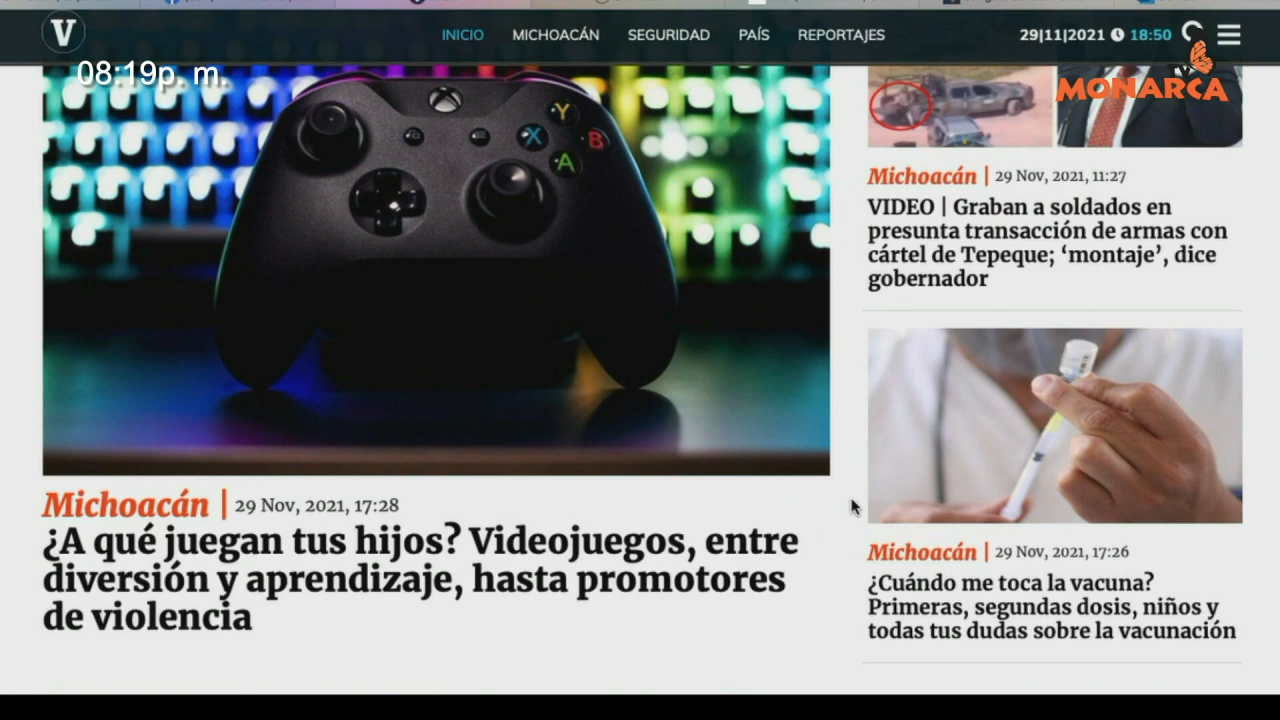 V
INICIO
MICHOACÁN
SEGURIDAD
PAÍS
REPORTAJES
29|11|2021 18:50
08:19p. m.
MONARCA
Y
X
B
A
Michoacán | 29 Nov, 2021, 11:27
VIDEO | Graban a soldados en
presunta transacción de armas con
cártel de Tepeque; ‘montaje’, dice
gobernador
Michoacán | 29 Nov, 2021, 17:28
¿A qué juegan tus hijos? Videojuegos, entre
diversión y aprendizaje, hasta promotores
de violencia
Michoacán | 29 Nov, 2021, 17:26
¿Cuándo me toca la vacuna?
Primeras, segundas dosis, niños y
todas tus dudas sobre la vacunación